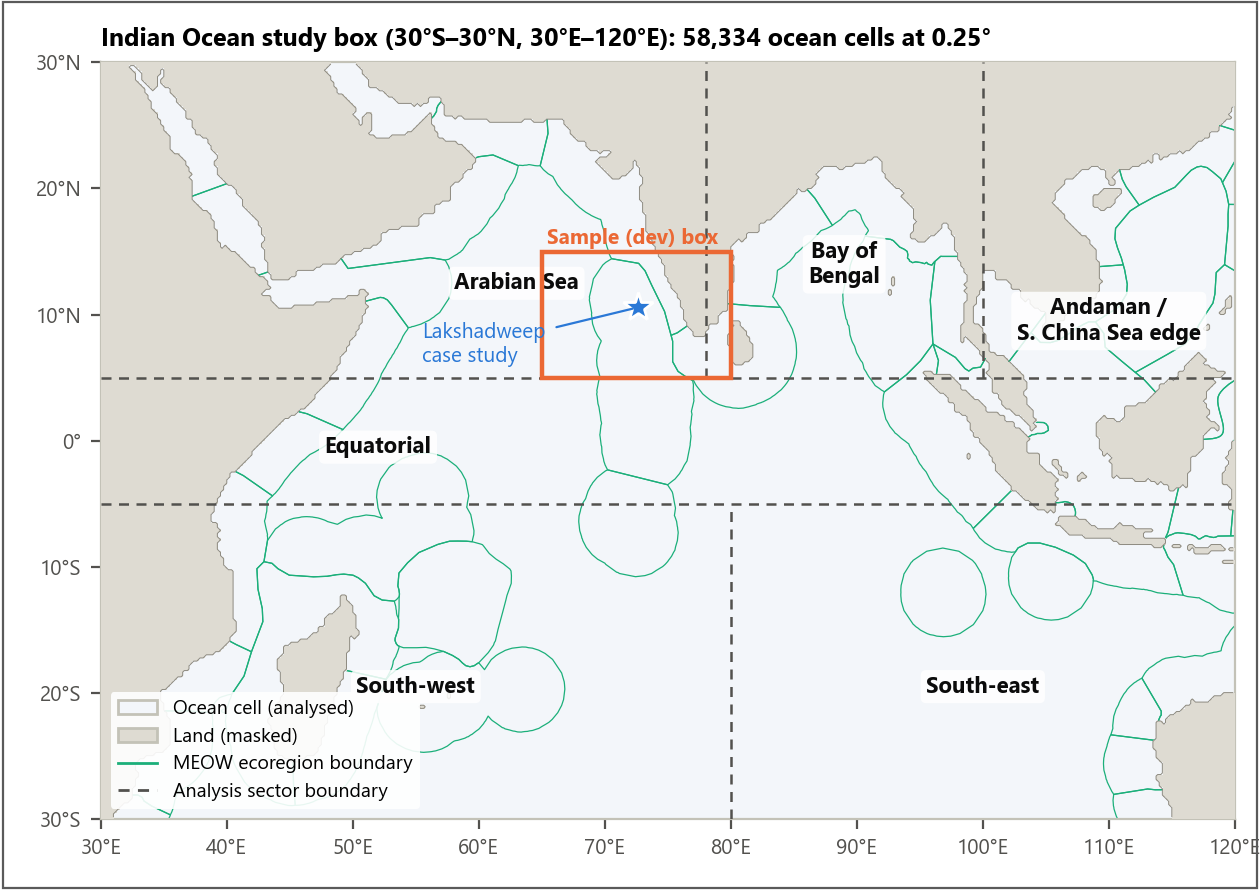 Indian Ocean study box (30°S–30°N, 30°E–120°E): 58,334 ocean cells at 0.25°
30°N
20°N
10°N
0°
10°S
20°S
30°S
Sample (dev) box
Bay of
Bengal
Arabian Sea
Andaman /
S. China Sea edge
Lakshadweep
case study
Equatorial
South-west
South-east
Ocean cell (analysed)
Land (masked)
MEOW ecoregion boundary
Analysis sector boundary
30°E 40°E 50°E 60°E 70°E 80°E 90°E 100°E 110°E 120°E